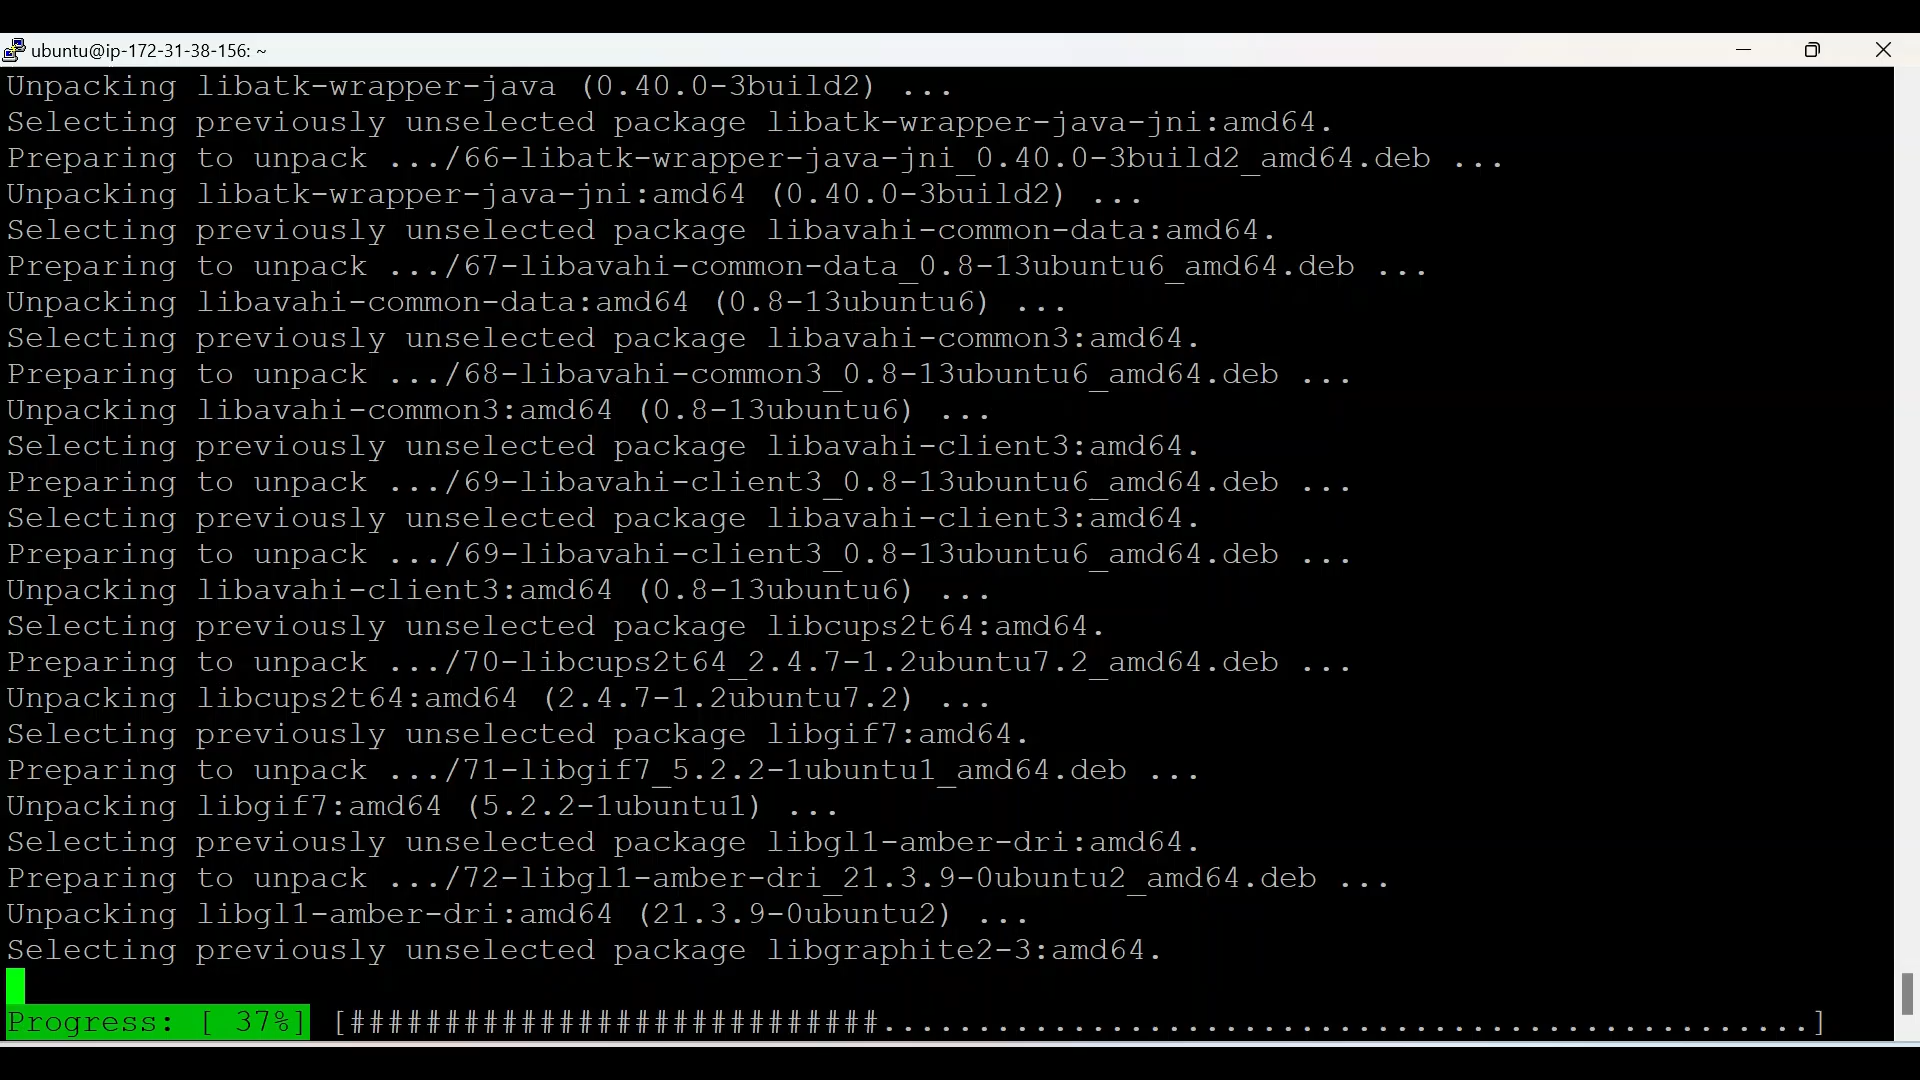 ubuntu@ip-172-31-38-156: ~
Unpacking libatk-wrapper-java (0.40.0-3build2) ...
Selecting previously unselected package libatk-wrapper-java-jni:amd64.
Preparing to unpack .../66-libatk-wrapper-java-jni_0.40.0-3build2_amd64.deb ...
Unpacking libatk-wrapper-java-jni:amd64 (0.40.0-3build2) ...
Selecting previously unselected package libavahi-common-data:amd64.
Preparing to unpack .../67-libavahi-common-data_0.8-13ubuntu6_amd64.deb ...
Unpacking libavahi-common-data:amd64 (0.8-13ubuntu6) ...
Selecting previously unselected package libavahi-common3:amd64.
Preparing to unpack .../68-libavahi-common3_0.8-13ubuntu6_amd64.deb ...
Unpacking libavahi-common3:amd64 (0.8-13ubuntu6) ...
Selecting previously unselected package libavahi-client3:amd64.
Preparing to unpack .../69-libavahi-client3_0.8-13ubuntu6_amd64.deb ...
Selecting previously unselected package libavahi-client3:amd64.
Preparing to unpack .../69-libavahi-client3_0.8-13ubuntu6_amd64.deb ...
Unpacking libavahi-client3:amd64 (0.8-13ubuntu6) ...
Selecting previously unselected package libcups2t64:amd64.
Preparing to unpack .../70-libcups2t64_2.4.7-1.2ubuntu7.2_amd64.deb ...
Unpacking libcups2t64:amd64 (2.4.7-1.2ubuntu7.2) ...
Selecting previously unselected package libgif7:amd64.
Preparing to unpack .../71-libgif7_5.2.2-1ubuntu1_amd64.deb ...
Unpacking libgif7:amd64 (5.2.2-1ubuntu1) ...
Selecting previously unselected package libgl1-amber-dri:amd64.
Preparing to unpack .../72-libgl1-amber-dri_21.3.9-0ubuntu2_amd64.deb ...
Unpacking libgl1-amber-dri:amd64 (21.3.9-0ubuntu2) ...
Selecting previously unselected package libgraphite2-3:amd64.
Progress: [ 37%] [############################.................................................]